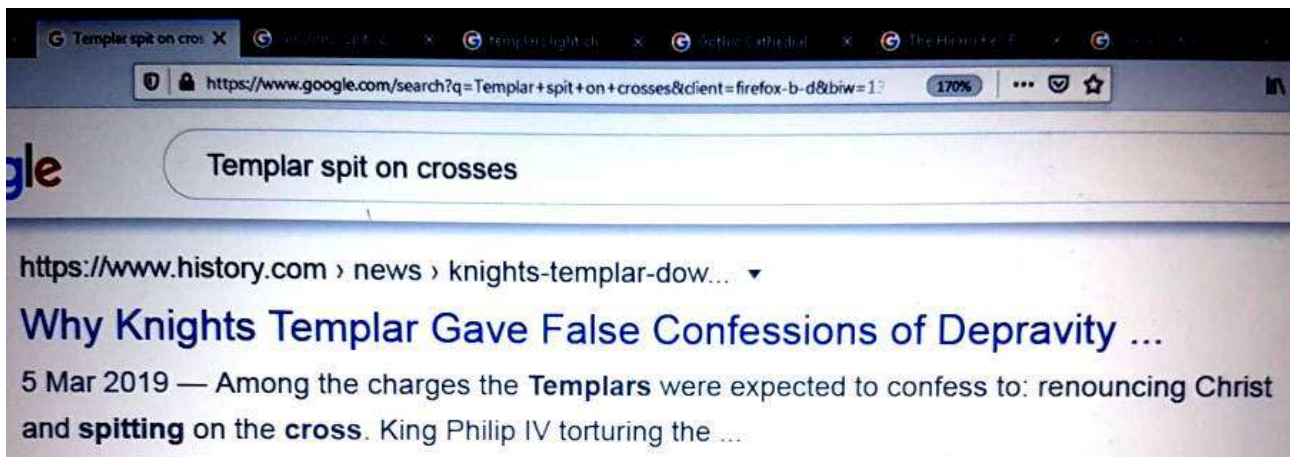 Templar spit on cros
https://www.google.com/search?q=Templar+spit+on+crosses&client=firefox-b-d&biw=1
170%
gle
Templar spit on crosses
https://www.history.com › news › knights-templar-dow...
Why Knights Templar Gave False Confessions of Depravity ...
5 Mar 2019 — Among the charges the Templars were expected to confess to: renouncing Christ
and spitting on the cross. King Philip IV torturing the ...